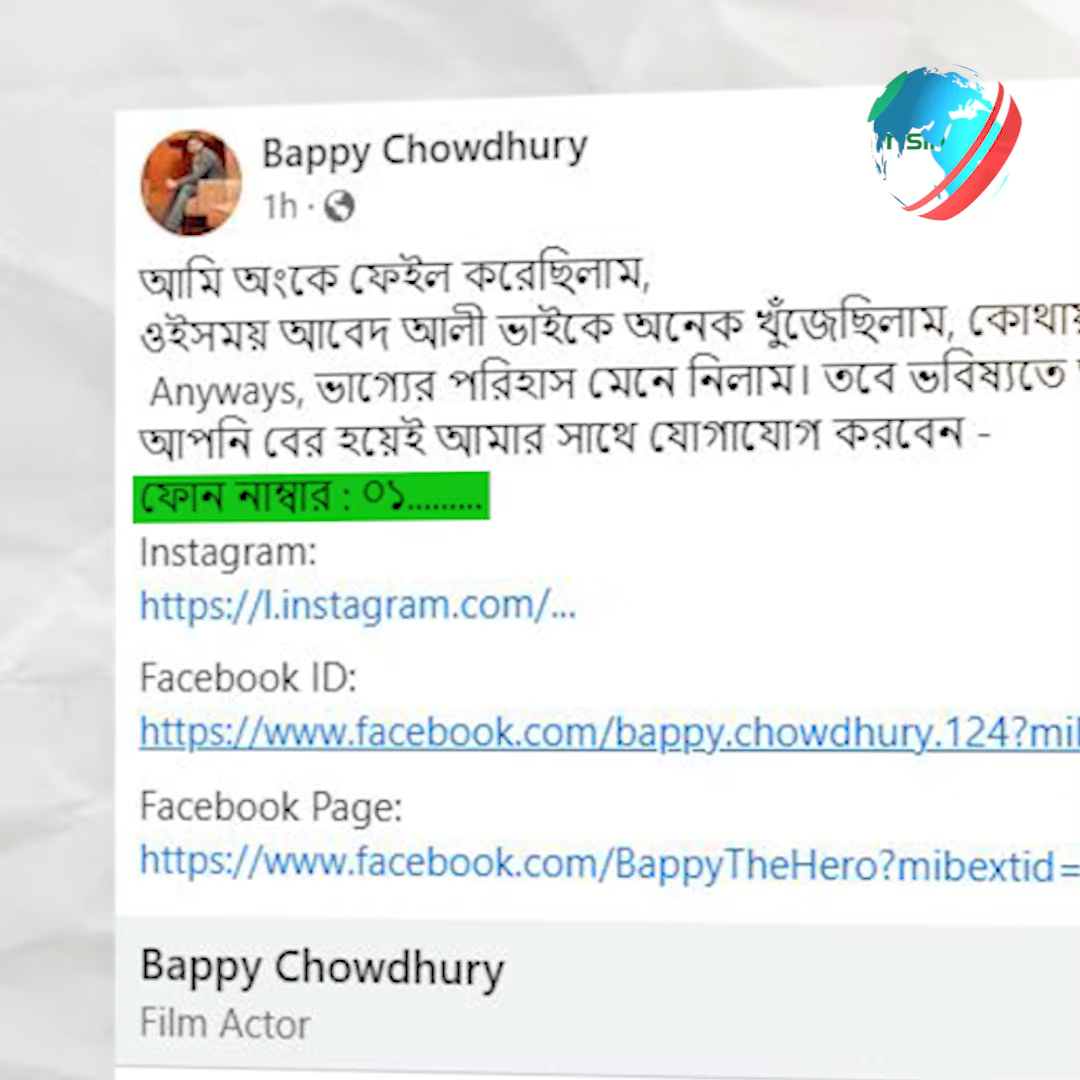 Bappy Chowdhury
1h ·
আমি অংকে ফেইল করেছিলাম,
ওইসময় আবেদ আলী ভাইকে অনেক খুঁজেছিলাম,
Anyways, ভাগ্যের পরিহাস মেনে নিলাম। তবে ভবিষ্যতে
আপনি বের হয়েই আমার সাথে যোগাযোগ করবেন -
ফোন নাম্বার : ০১.........
Instagram:
https://l.instagram.com/...
Facebook ID:
https://www.facebook.com/bappy.chowdhury.124?mib
Facebook Page:
https://www.facebook.com/BappyTheHero?mibextid=
Bappy Chowdhury
Film Actor